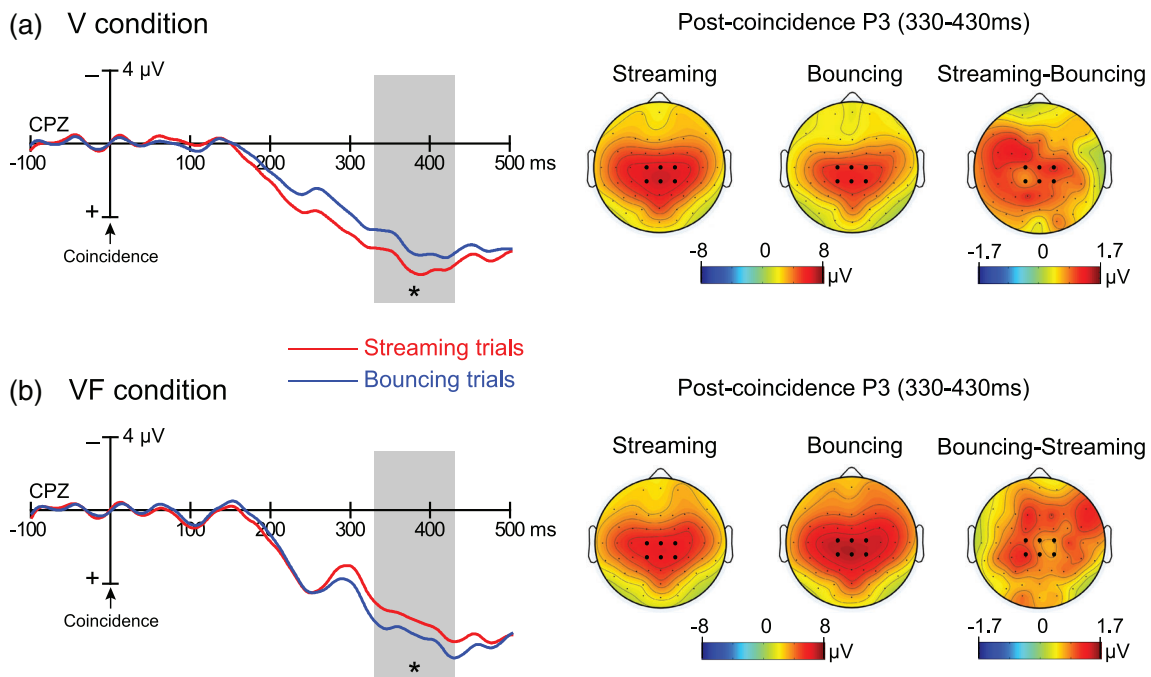 (a) V condition
Post-coincidence P3 (330-430ms)
Streaming Bouncing Streaming-Bouncing
– 4 µV
CPZ
-100 100 200 300 400 500 ms
+
Coincidence
*
-8 0 8 µV
-1.7 0 1.7 µV
Streaming trials
Bouncing trials
(b) VF condition
Post-coincidence P3 (330-430ms)
Streaming Bouncing Bouncing-Streaming
– 4 µV
CPZ
-100 100 200 300 400 500 ms
+
Coincidence
*
-8 0 8 µV
-1.7 0 1.7 µV